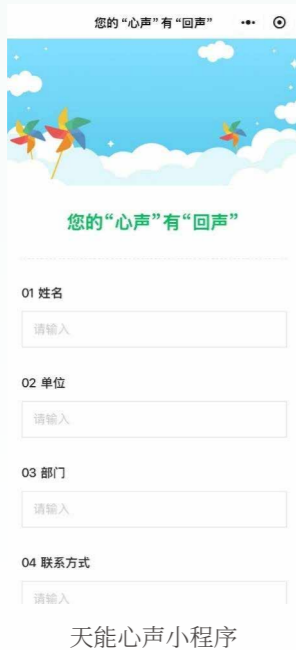 您的“心声”有“回声”
您的“心声”有“回声”
01 姓名
请输入
02 单位
请输入
03 部门
请输入
04 联系方式
请输入
天能心声小程序